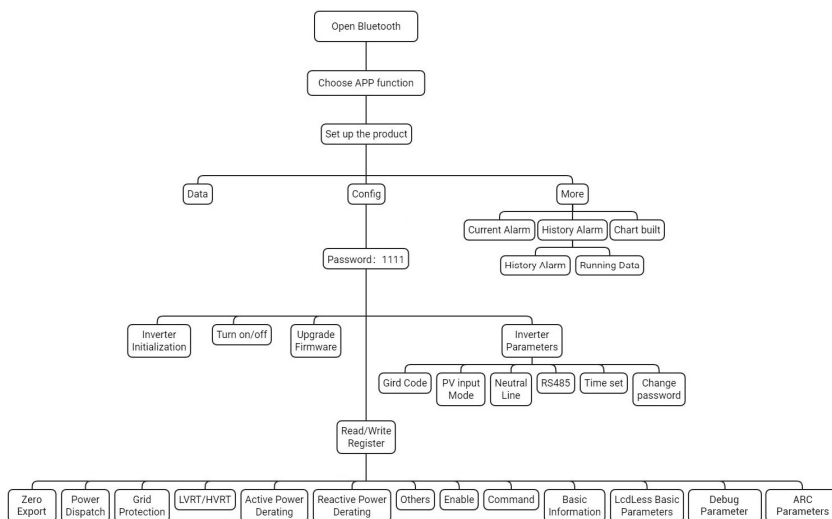 Open Bluetooth
Choose APP function
Set up the product
Data
Config
More
Current Alarm
History Alarm
Chart built
Password: 1111
History Alarm
Running Data
Inverter
Initialization
Turn on/off
Upgrade
Firmware
Inverter
Parameters
Gird Code
PV input
Mode
Neutral
Line
RS485
Time set
Change
password
Read/Write
Register
Zero
Export
Power
Dispatch
Grid
Protection
LVRT/HVRT
Active Power
Derating
Reactive Power
Derating
Others
Enable
Command
Basic
Information
LcdLess Basic
Parameters
Debug
Parameter
ARC
Parameters